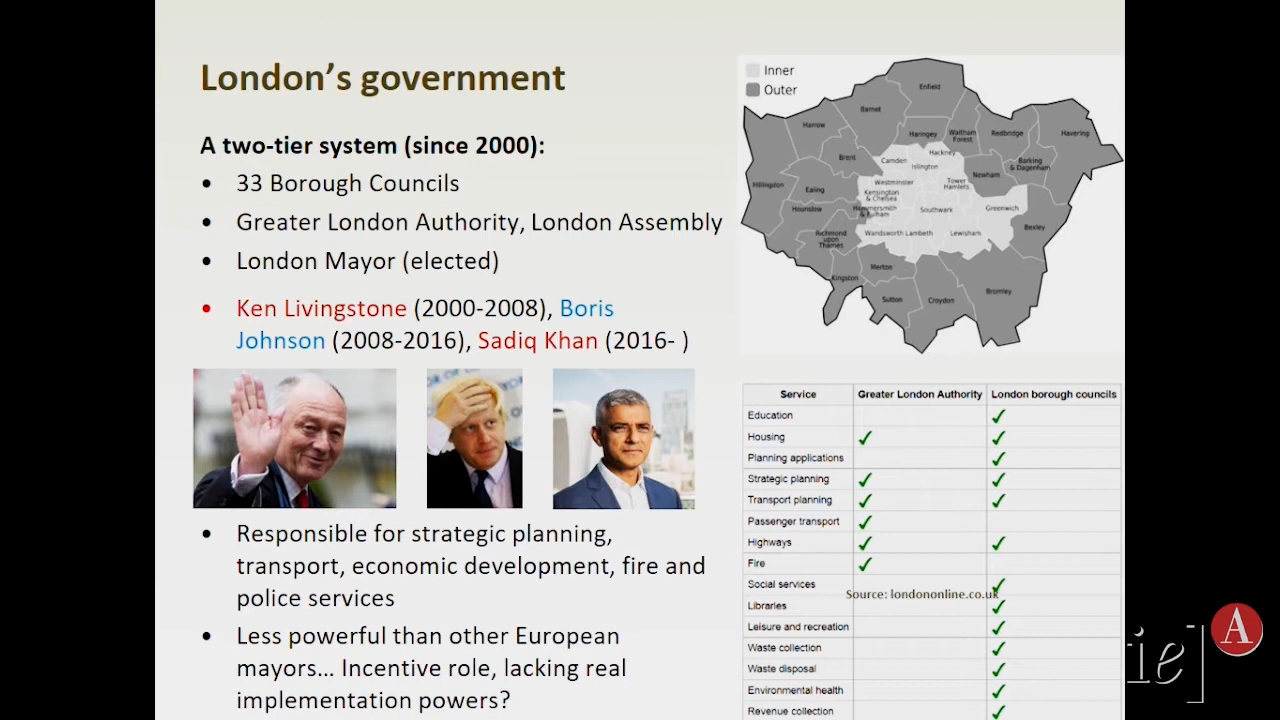 London's government
A two-tier system (since 2000):
• 33 Borough Councils
• Greater London Authority, London Assembly
• London Mayor (elected)
• Ken Livingstone (2000-2008), Boris
Johnson (2008-2016), Sadiq Khan (2016- )
• Responsible for strategic planning,
transport, economic development, fire and
police services
• Less powerful than other European
mayors... Incentive role, lacking real
implementation powers?
Inner
Outer
Enfield
Barnet
Harrow
Haringey
Waltham
Forest
Redbridge
Havering
Brent
Camden
Hackney
Islington
Barking
& Dagenham
Newham
Hillingdon
Ealing
Westminster
Tower
Hamlets
Kensington
& Chelsea
Hounslow
Hammersmith
& Fulham
Southwark
Greenwich
Bexley
Richmond
upon
Thames
Wandsworth
Lambeth
Lewisham
Merton
Kingston
Sutton
Croydon
Bromley
Service Greater London Authority London borough councils
Education ✓
Housing ✓ ✓
Planning applications ✓
Strategic planning ✓ ✓
Transport planning ✓ ✓
Passenger transport ✓
Highways ✓ ✓
Fire ✓
Social services ✓
Source: londononline.co.uk
Libraries ✓
Leisure and recreation ✓
Waste collection ✓
Waste disposal ✓
Environmental health ✓
Revenue collection ✓
ie]
A